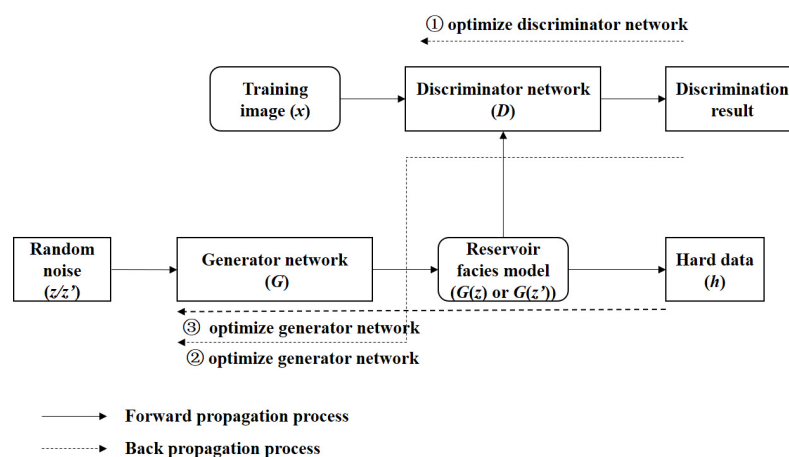 ① optimize discriminator network
Training
image (x)
Discriminator network
(D)
Discrimination
result
Random
noise
(z/z’)
Generator network
(G)
Reservoir
facies model
(G(z) or G(z’))
Hard data
(h)
③ optimize generator network
② optimize generator network
Forward propagation process
Back propagation process